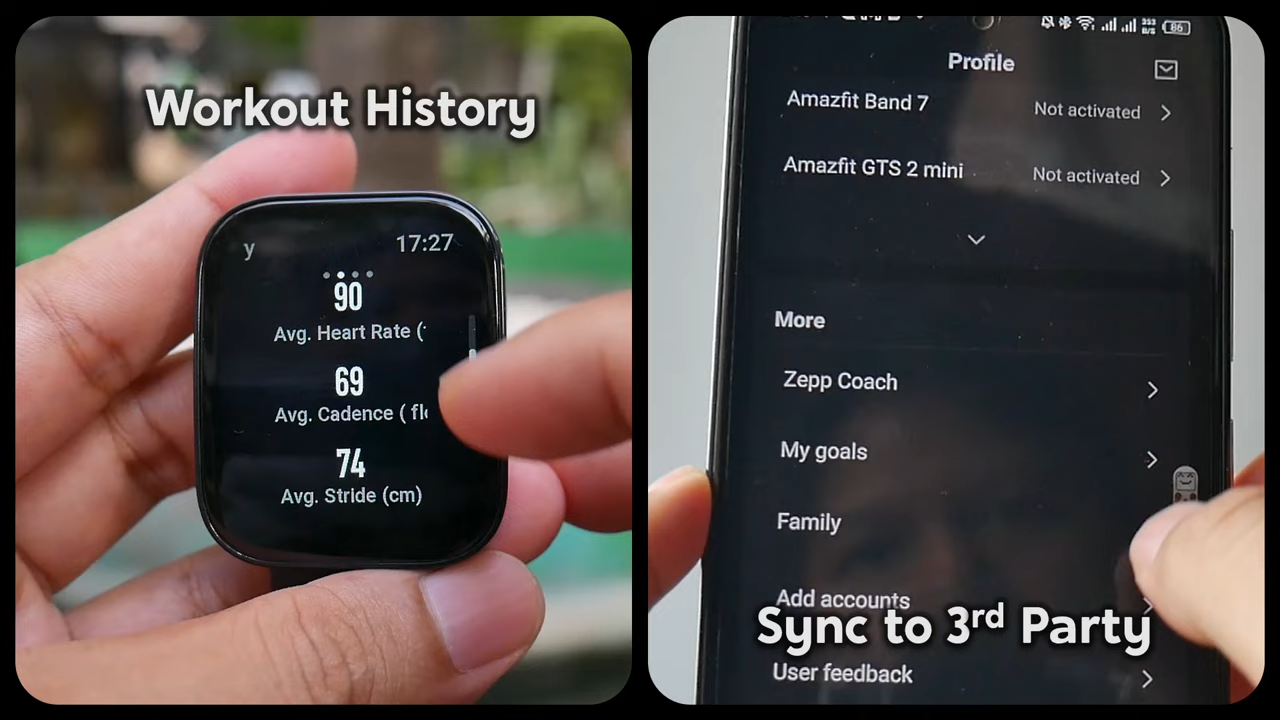 Workout History
y 17:27
90
Avg. Heart Rate (
69
Avg. Cadence ( fl
74
Avg. Stride (cm)
86
Profile
Amazfit Band 7 Not activated
Amazfit GTS 2 mini Not activated
More
Zepp Coach
My goals
Family
Add accounts
Sync to 3rd Party
User feedback